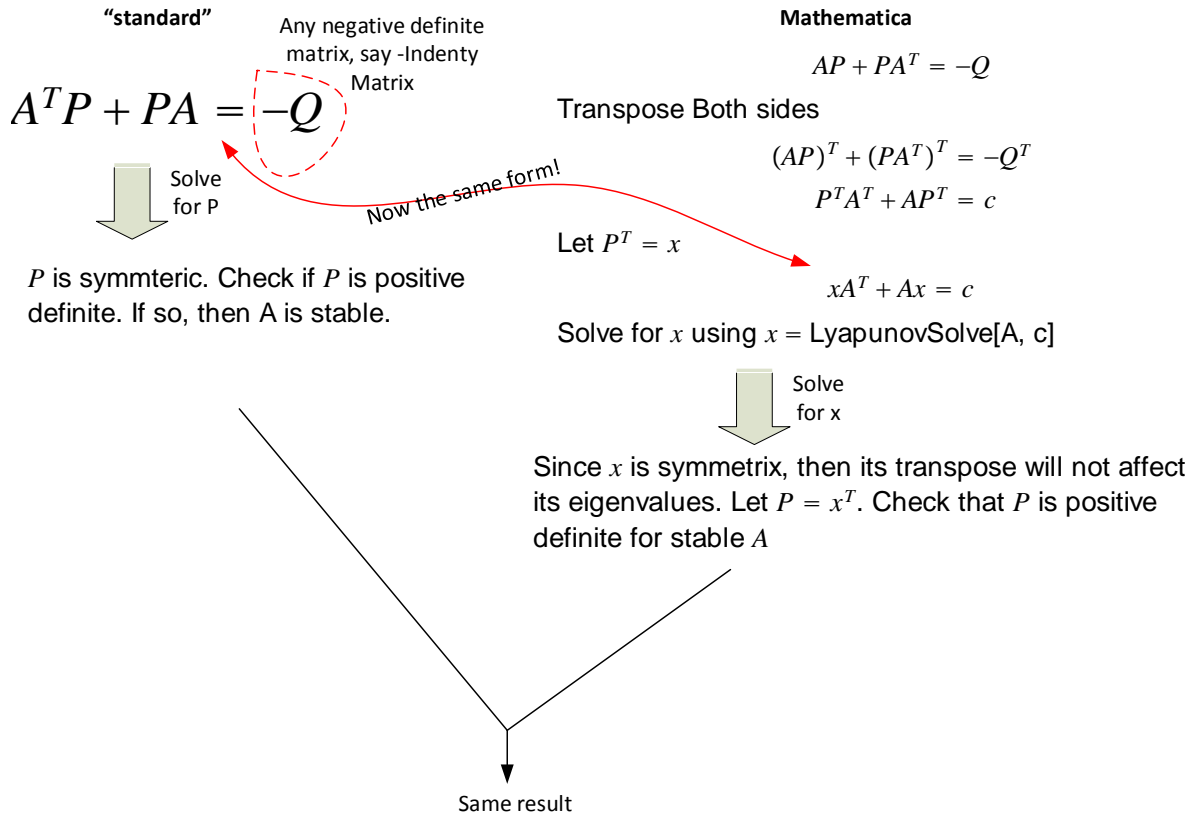 “standard”
Any negative definite
matrix, say -Indenty
Matrix
A^T P + PA = −Q
Solve
for P
P is symmteric. Check if P is positive
definite. If so, then A is stable.
Now the same form!
Mathematica
AP + PA^T = −Q
Transpose Both sides
(AP)^T + (PA^T)^T = −Q^T
P^T A^T + AP^T = c
Let P^T = x
xA^T + Ax = c
Solve for x using x = LyapunovSolve[A, c]
Solve
for x
Since x is symmetrix, then its transpose will not affect
its eigenvalues. Let P = x^T. Check that P is positive
definite for stable A
Same result